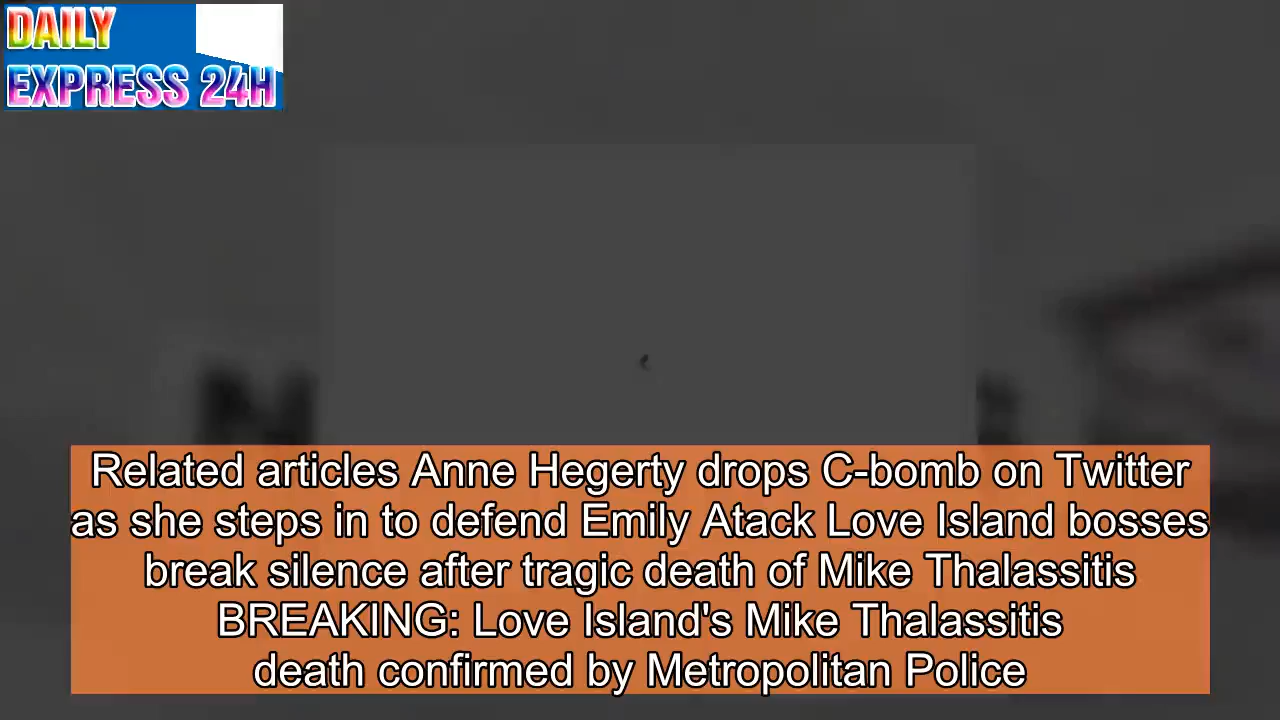 DAILY
EXPRESS 24H
Related articles Anne Hegerty drops C-bomb on Twitter
as she steps in to defend Emily Atack Love Island bosses
break silence after tragic death of Mike Thalassitis
BREAKING: Love Island's Mike Thalassitis
death confirmed by Metropolitan Police